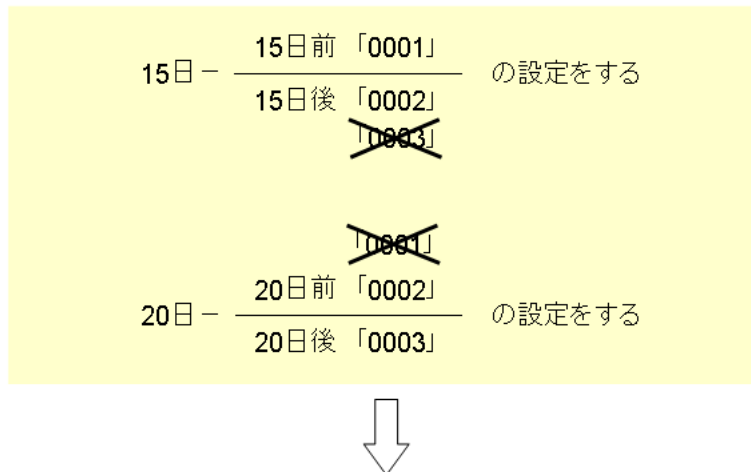 15日前 「0001」
15日－ の設定をする
15日後 「0002」
「0003」
「0001」
20日前 「0002」
20日－ の設定をする
20日後 「0003」